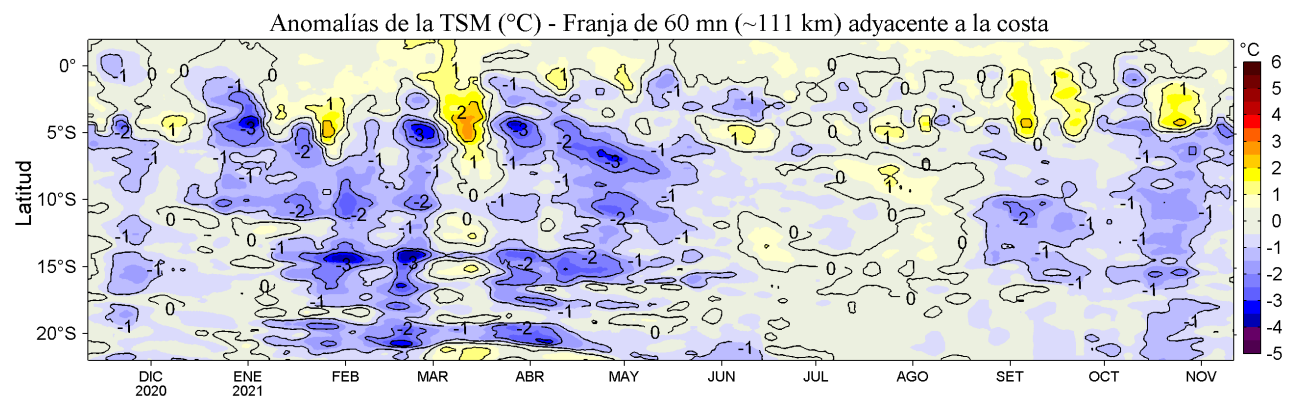 Anomalías de la TSM (°C) - Franja de 60 mn (~111 km) adyacente a la costa
°C
Latitud
0°
5°S
10°S
15°S
20°S
6
5
4
3
2
1
0
-1
-2
-3
-4
-5
DIC ENE FEB MAR ABR MAY JUN JUL AGO SET OCT NOV
2020 2021